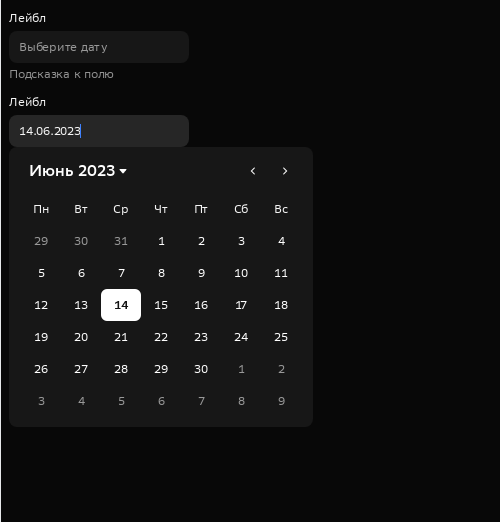 Лейбл
Выберите дату
Подсказка к полю
Лейбл
14.06.2023
Июнь 2023
Пн Вт Ср Чт Пт Сб Вс
29 30 31 1 2 3 4
5 6 7 8 9 10 11
12 13 14 15 16 17 18
19 20 21 22 23 24 25
26 27 28 29 30 1 2
3 4 5 6 7 8 9